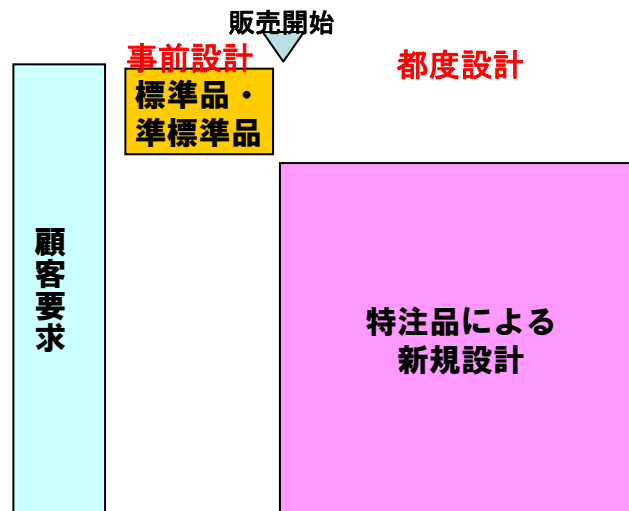 販売開始
事前設計
都度設計
標準品・
準標準品
顧客要求
特注品による
新規設計